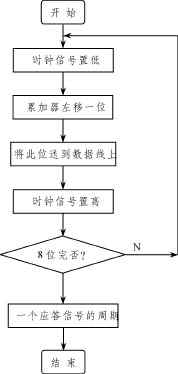 开 始
时钟信号置低
累加器左移一位
将此位送到数据线上
时钟信号置高
8位完否?
N
一个应答信号的周期
结 束